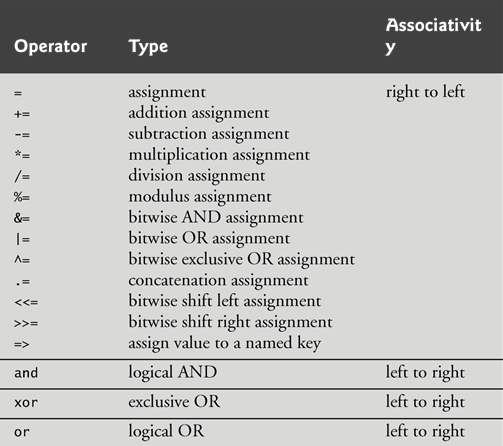 Operator Type Associativit
y
= assignment right to left
+= addition assignment
-= subtraction assignment
*= multiplication assignment
/= division assignment
%= modulus assignment
&= bitwise AND assignment
|= bitwise OR assignment
^= bitwise exclusive OR assignment
.= concatenation assignment
<<= bitwise shift left assignment
>>= bitwise shift right assignment
=> assign value to a named key
and logical AND left to right
xor exclusive OR left to right
or logical OR left to right